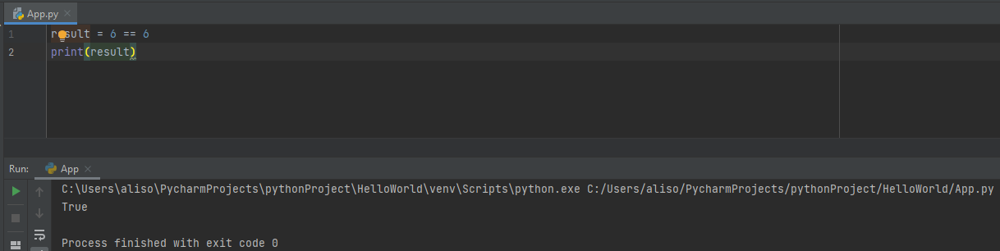 App.py
1 result = 6 == 6
2 print(result)
Run: App
C:\Users\aliso\PycharmProjects\pythonProject\HelloWorld\venv\Scripts\python.exe C:/Users/aliso/PycharmProjects/pythonProject/HelloWorld/App.py
True
Process finished with exit code 0